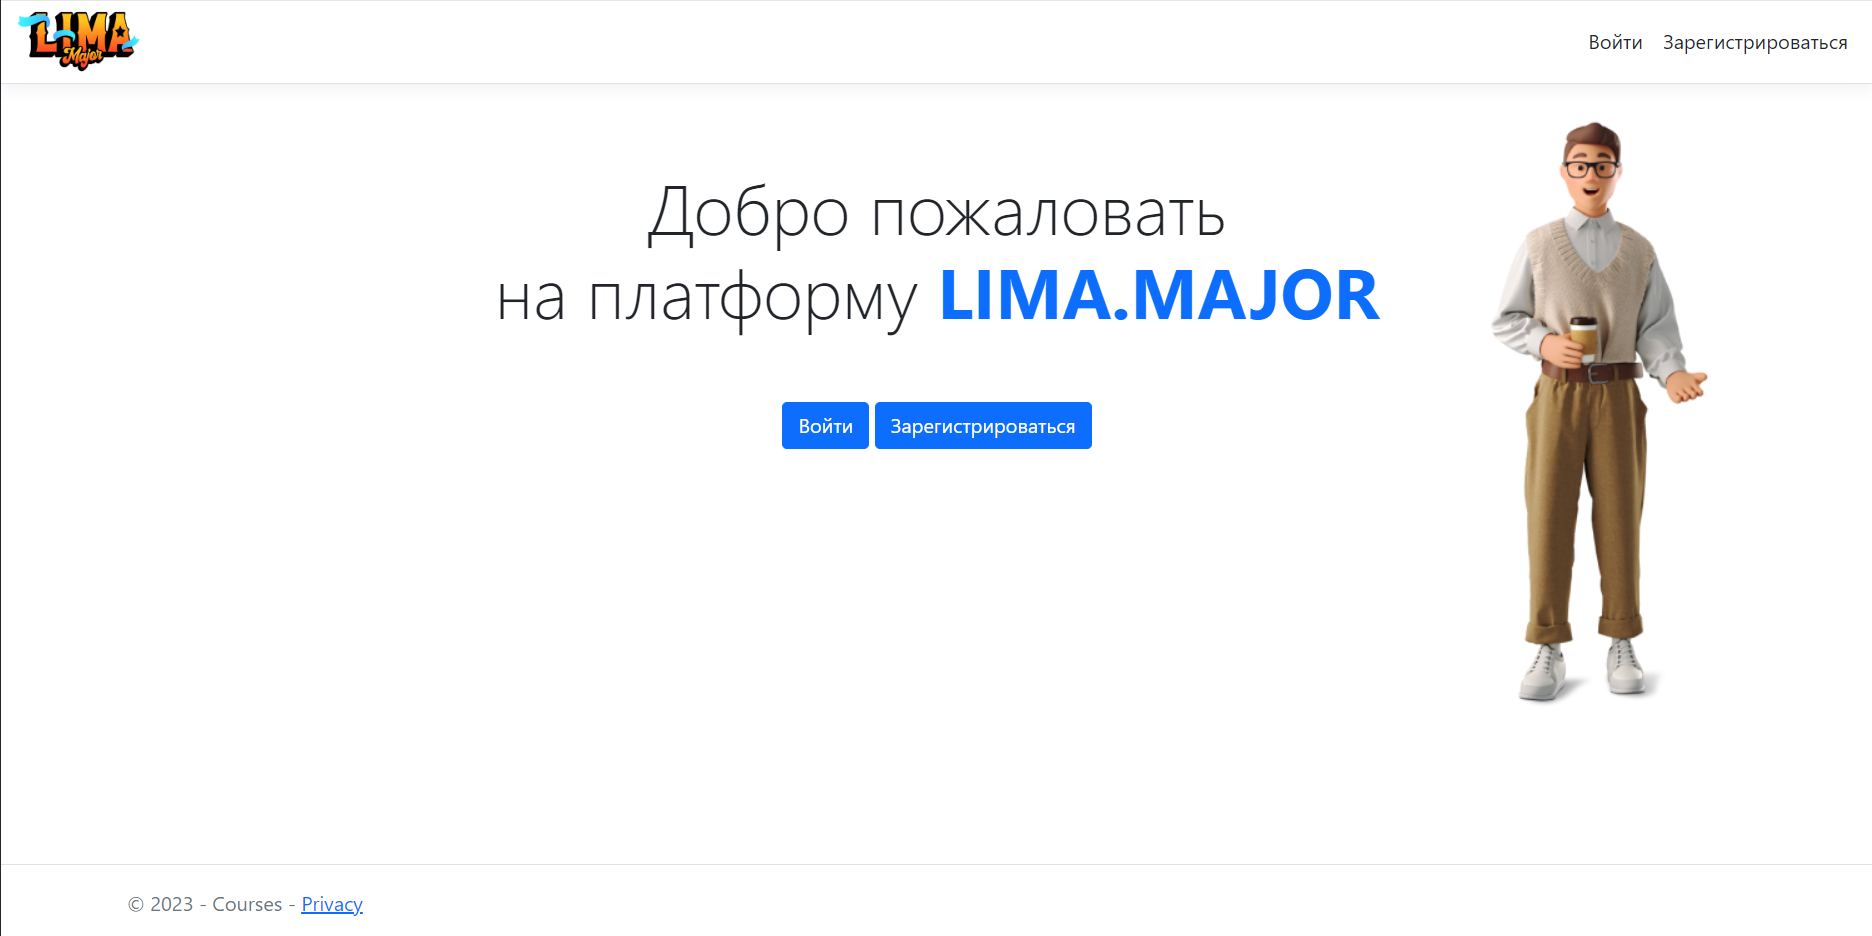 LIMA
Major
Войти Зарегистрироваться
Добро пожаловать
на платформу LIMA.MAJOR
Войти Зарегистрироваться
© 2023 - Courses - Privacy